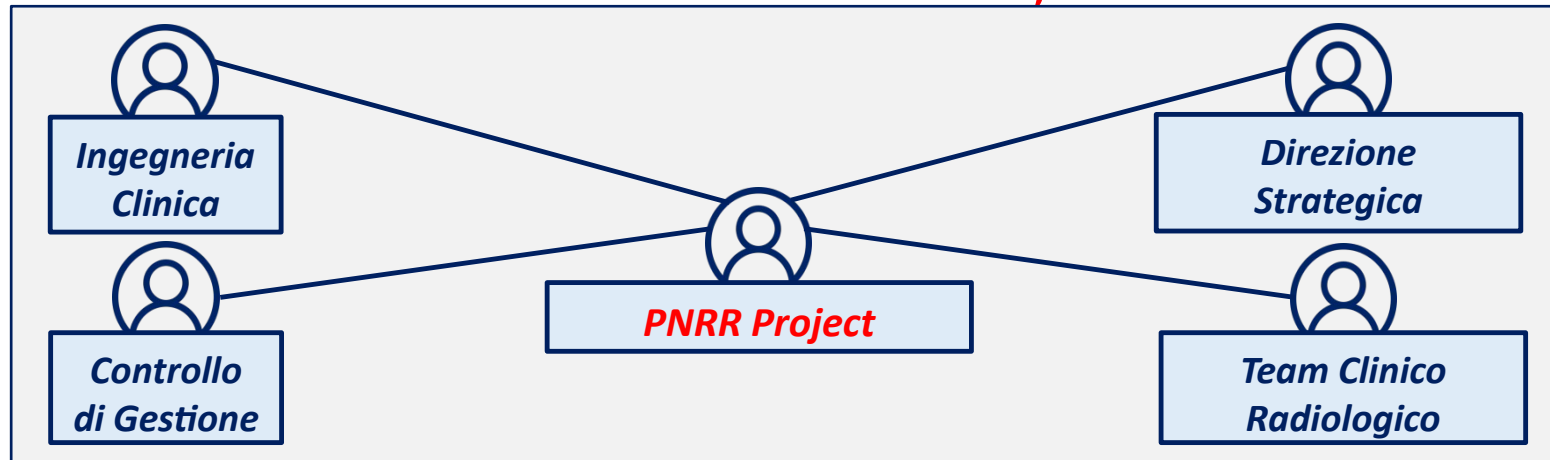 Ingegneria
Clinica
Direzione
Strategica
PNRR Project
Controllo
di Gestione
Team Clinico
Radiologico